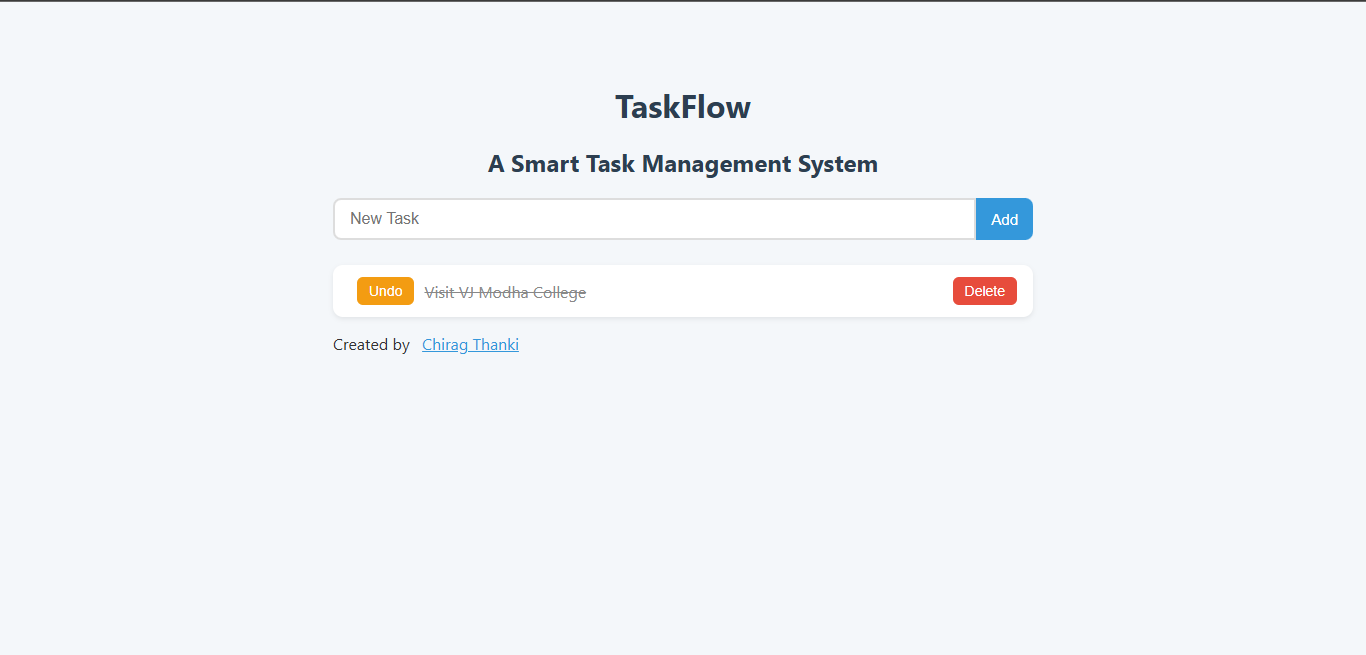 TaskFlow
A Smart Task Management System
New Task Add
Undo Visit VJ Modha College Delete
Created by Chirag Thanki